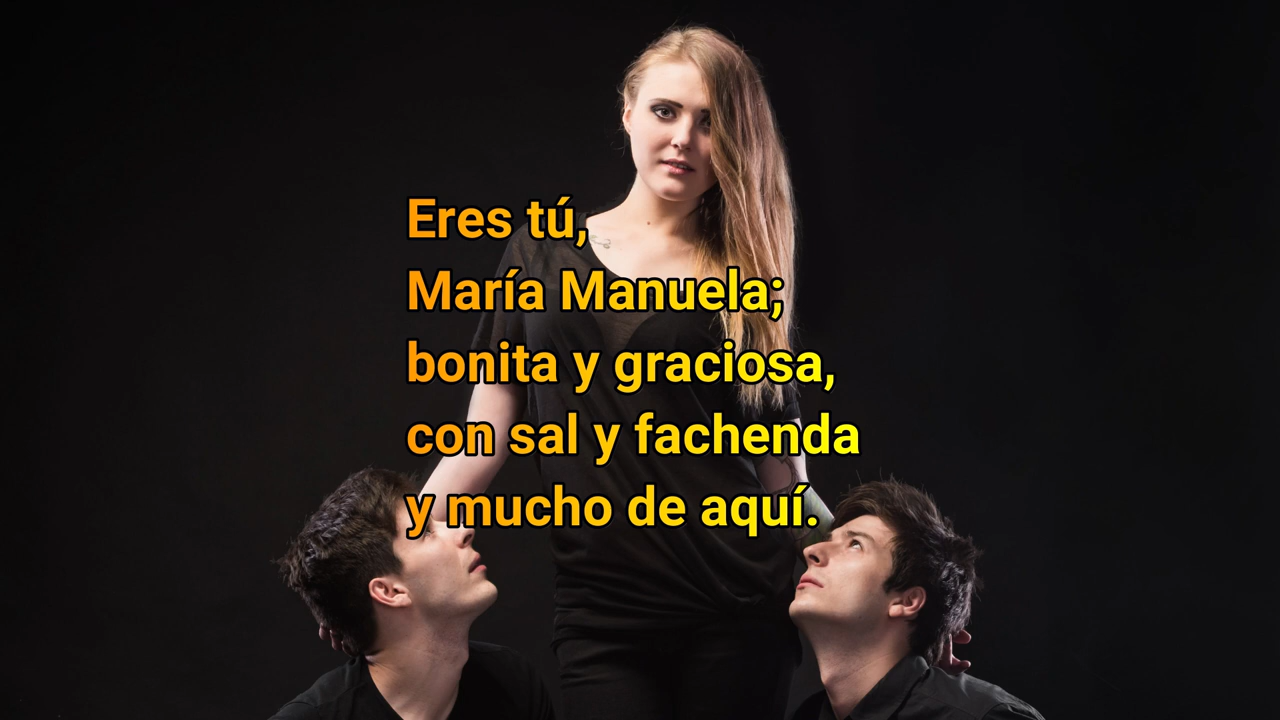 Eres tú,
María Manuela;
bonita y graciosa,
con sal y fachenda
y mucho de aquí.